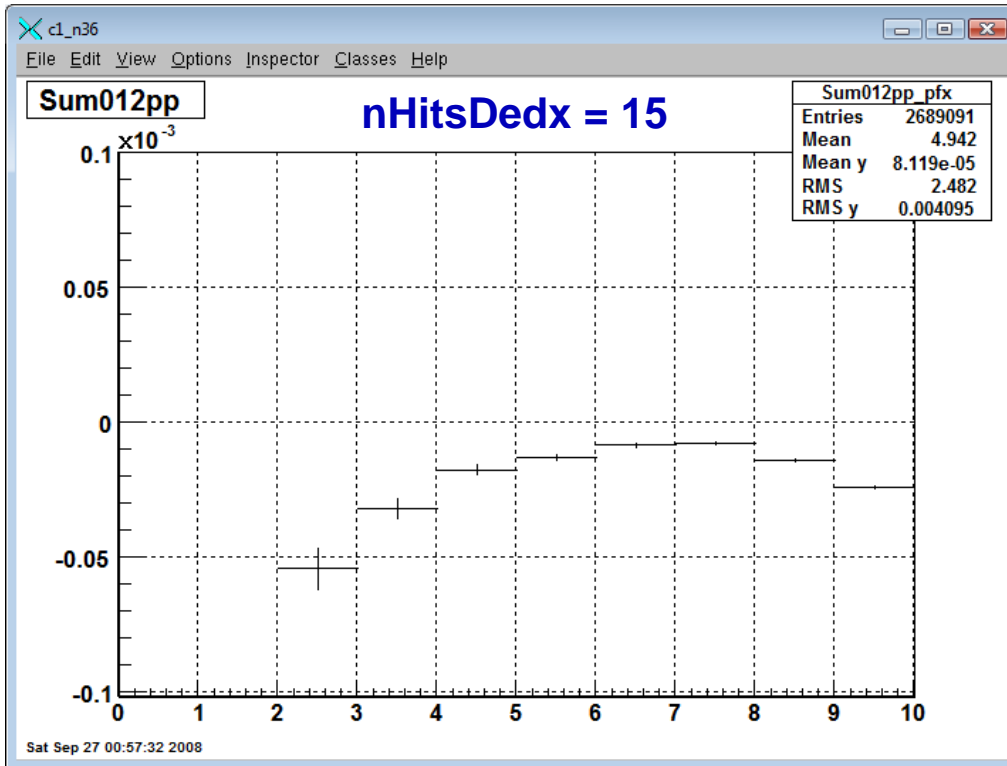 c1_n36
File Edit View Options Inspector Classes Help
Sum012pp
nHitsDedx = 15
Sum012pp_pfx
Entries 2689091
Mean 4.942
Mean y 8.119e-05
RMS 2.482
RMS y 0.004095
×10⁻³
0.1
0.05
0
-0.05
-0.1
0 1 2 3 4 5 6 7 8 9 10
Sat Sep 27 00:57:32 2008